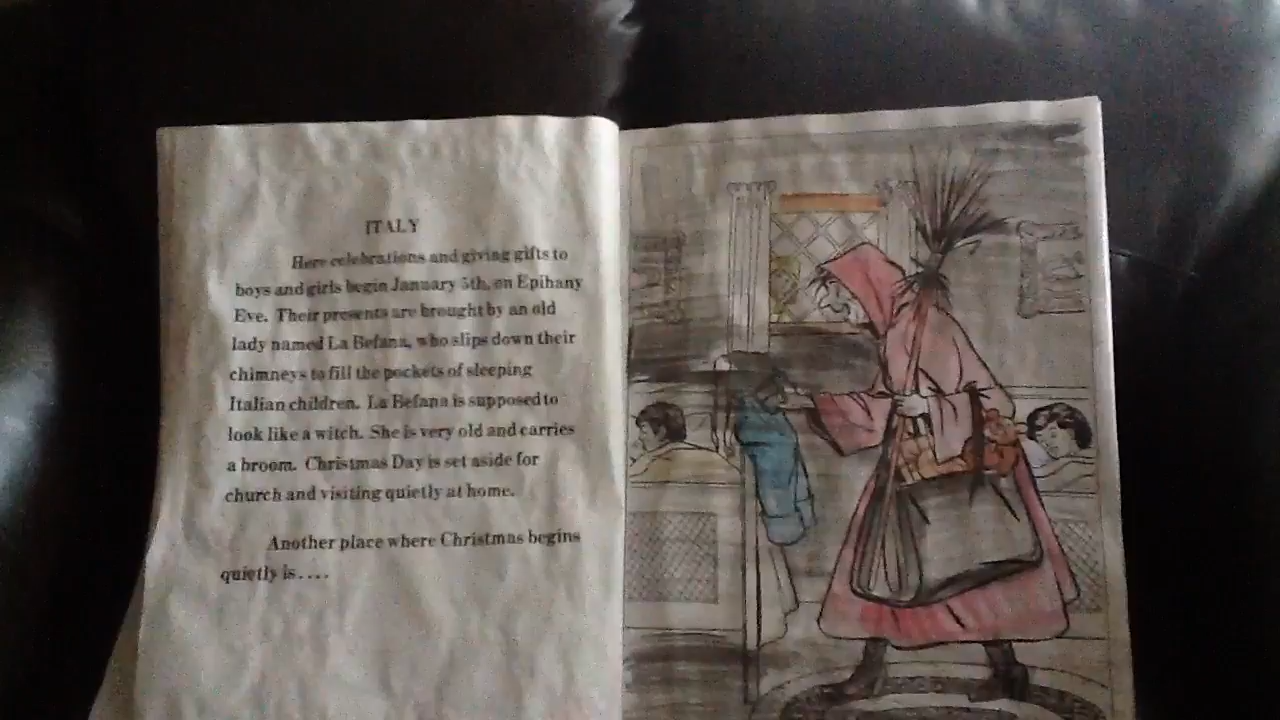 ITALY
Here celebrations and giving gifts to
boys and girls begin January 5th, on Epihany
Eve. Their presents are brought by an old
lady named La Befana, who slips down their
chimneys to fill the pockets of sleeping
Italian children. La Befana is supposed to
look like a witch. She is very old and carries
a broom. Christmas Day is set aside for
church and visiting quietly at home.
Another place where Christmas begins
quietly is....